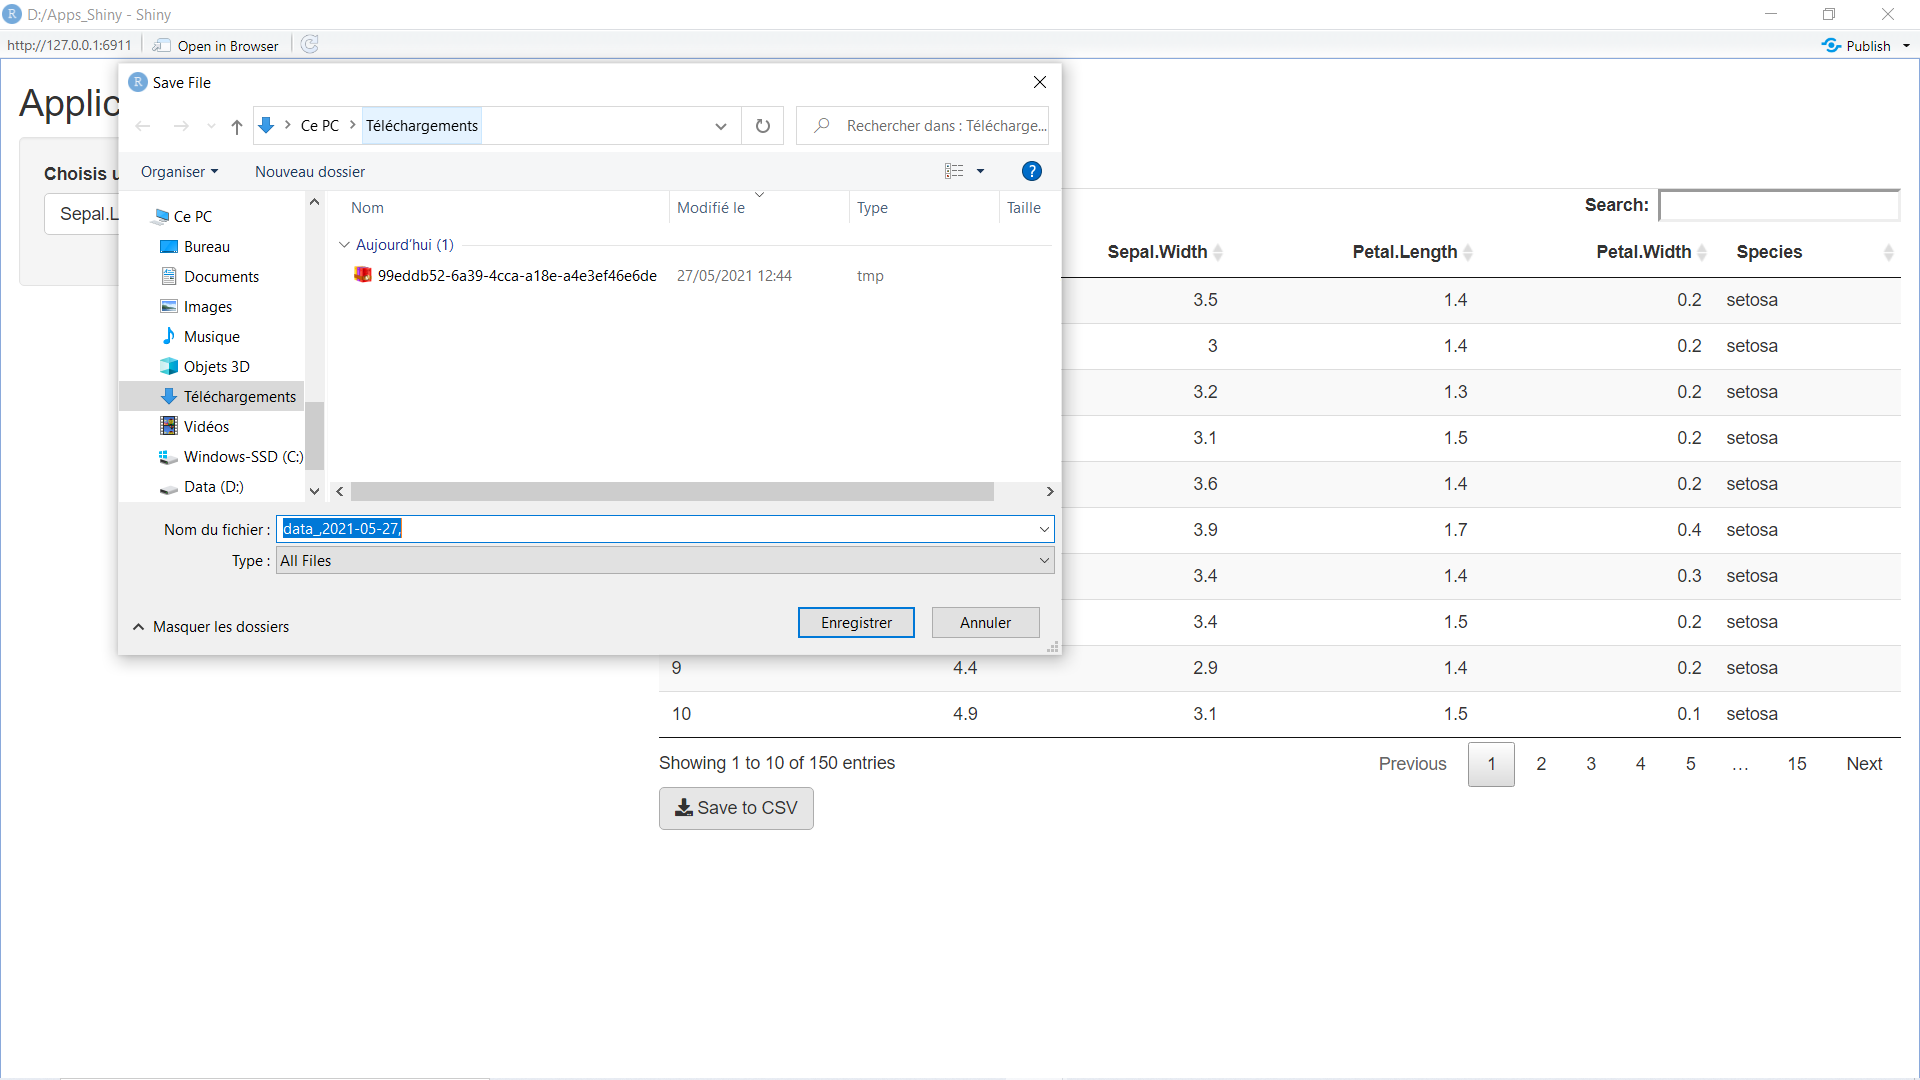 D:/Apps_Shiny - Shiny
http://127.0.0.1:6911 Open in Browser Publish
Applic
Save File
Ce PC Téléchargements Rechercher dans : Télécharge...
Organiser Nouveau dossier
Choisis u
Sepal.L
Ce PC
Bureau
Documents
Images
Musique
Objets 3D
Téléchargements
Vidéos
Windows-SSD (C:)
Data (D:)
Nom Modifié le Type Taille
Aujourd'hui (1)
99eddb52-6a39-4cca-a18e-a4e3ef46e6de 27/05/2021 12:44 tmp
Nom du fichier : data_,2021-05-27,
Type : All Files
Masquer les dossiers Enregistrer Annuler
Search:
Sepal.Width Petal.Length Petal.Width Species
3.5 1.4 0.2 setosa
3 1.4 0.2 setosa
3.2 1.3 0.2 setosa
3.1 1.5 0.2 setosa
3.6 1.4 0.2 setosa
3.9 1.7 0.4 setosa
3.4 1.4 0.3 setosa
3.4 1.5 0.2 setosa
9 4.4 2.9 1.4 0.2 setosa
10 4.9 3.1 1.5 0.1 setosa
Showing 1 to 10 of 150 entries Previous 1 2 3 4 5 … 15 Next
Save to CSV